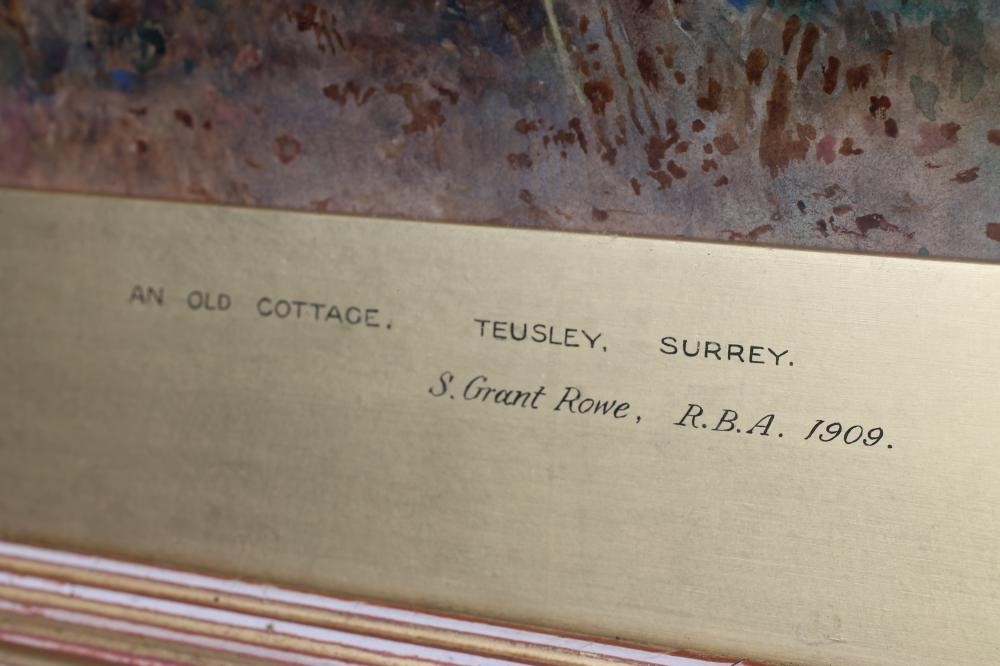 AN OLD COTTAGE. TEUSLEY. SURREY.
S. Grant Rowe, R.B.A. 1909.